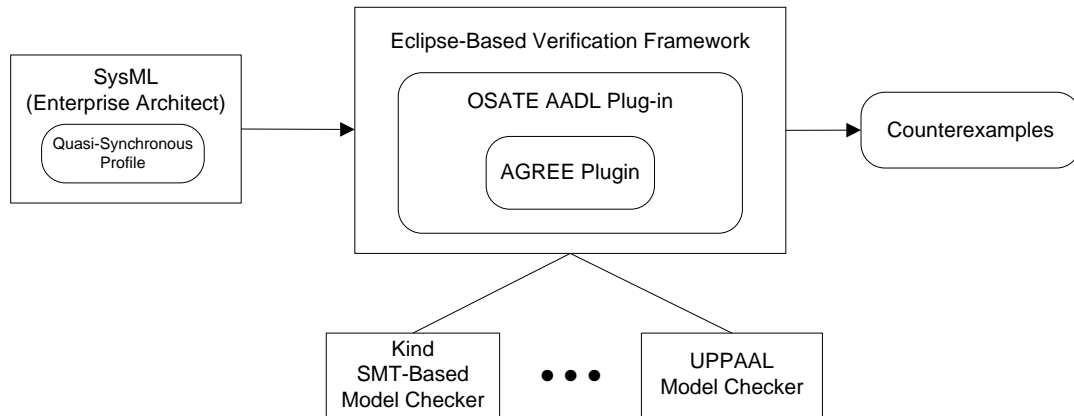 Eclipse-Based Verification Framework
SysML
(Enterprise Architect)
Quasi-Synchronous
Profile
OSATE AADL Plug-in
AGREE Plugin
Counterexamples
Kind
SMT-Based
Model Checker
UPPAAL
Model Checker